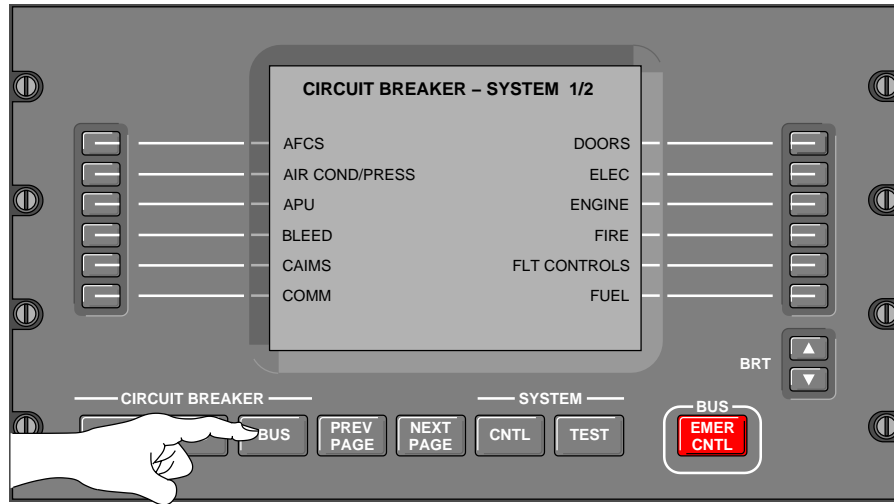 CIRCUIT BREAKER – SYSTEM 1/2
AFCS
DOORS
AIR COND/PRESS
ELEC
APU
ENGINE
BLEED
FIRE
CAIMS
FLT CONTROLS
COMM
FUEL
BRT
CIRCUIT BREAKER
SYSTEM
BUS
BUS
PREV
PAGE
NEXT
PAGE
CNTL
TEST
EMER
CNTL